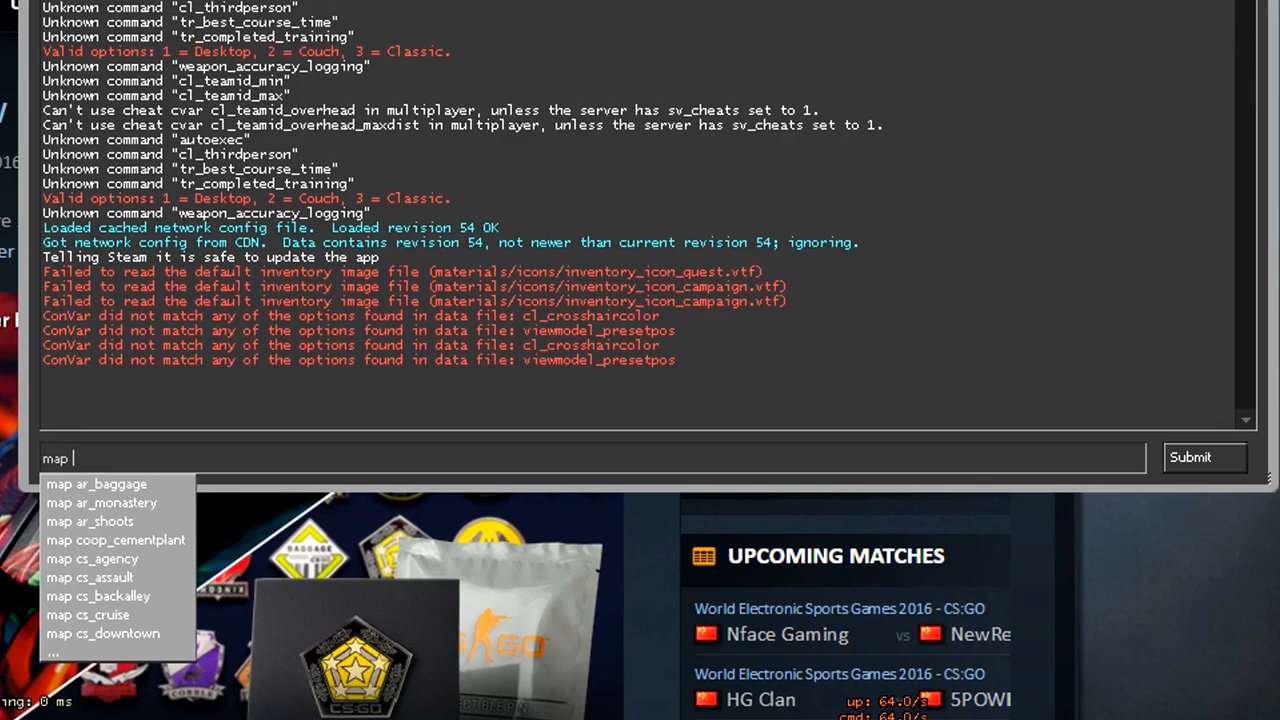 Unknown command "cl_thirdperson"
Unknown command "tr_best_course_time"
Unknown command "tr_completed_training"
Valid options: 1 = Desktop, 2 = Couch, 3 = Classic.
Unknown command "weapon_accuracy_logging"
Unknown command "cl_teamid_min"
Unknown command "cl_teamid_max"
Can't use cheat cvar cl_teamid_overhead in multiplayer, unless the server has sv_cheats set to 1.
Can't use cheat cvar cl_teamid_overhead_maxdist in multiplayer, unless the server has sv_cheats set to 1.
Unknown command "autoexec"
Unknown command "cl_thirdperson"
Unknown command "tr_best_course_time"
Unknown command "tr_completed_training"
Valid options: 1 = Desktop, 2 = Couch, 3 = Classic.
Unknown command "weapon_accuracy_logging"
Loaded cached network config file.  Loaded revision 54 OK
Got network config from CDN.  Data contains revision 54, not newer than current revision 54; ignoring.
Telling Steam it is safe to update the app
Failed to read the default inventory image file (materials/icons/inventory_icon_quest.vtf)
Failed to read the default inventory image file (materials/icons/inventory_icon_campaign.vtf)
Failed to read the default inventory image file (materials/icons/inventory_icon_campaign.vtf)
ConVar did not match any of the options found in data file: cl_crosshaircolor
ConVar did not match any of the options found in data file: viewmodel_presetpos
ConVar did not match any of the options found in data file: cl_crosshaircolor
ConVar did not match any of the options found in data file: viewmodel_presetpos
map
Submit
map ar_baggage
map ar_monastery
map ar_shoots
map coop_cementplant
map cs_agency
map cs_assault
map cs_backalley
map cs_cruise
map cs_downtown
...
BAGGAGE
CS:GO
COBBLE
CS:GO
UPCOMING MATCHES
World Electronic Sports Games 2016 - CS:GO
Nface Gaming vs NewRe
World Electronic Sports Games 2016 - CS:GO
HG Clan 5POWI
ing: 0 ms
up: 64.0/s
cmd: 64.0/s